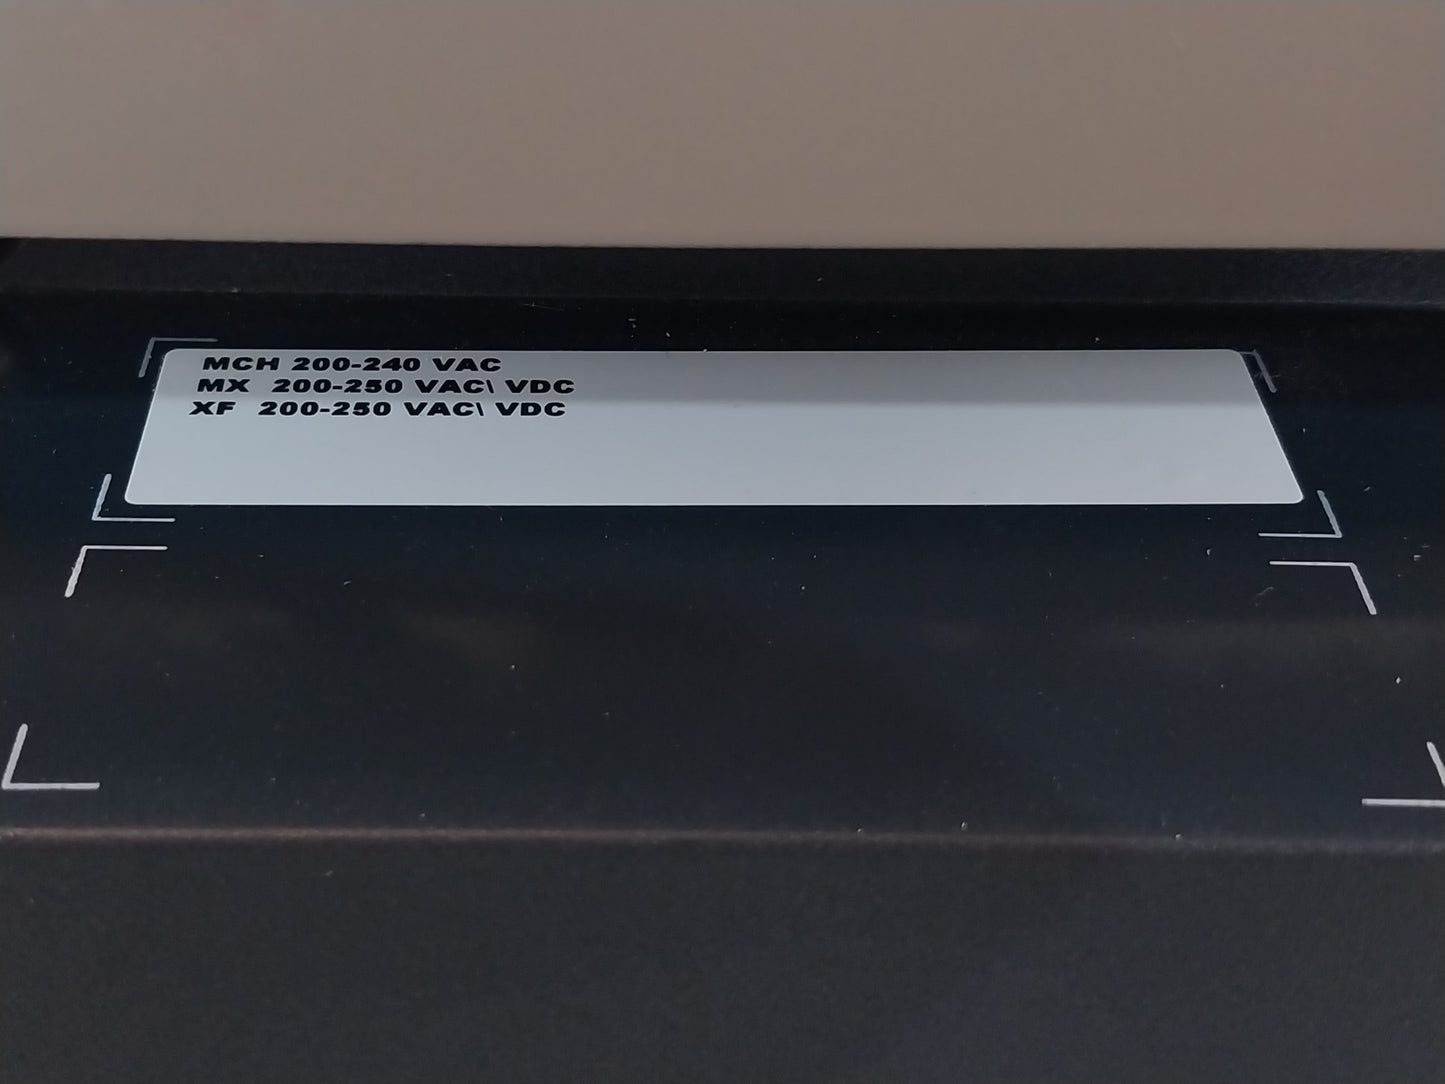 MCH 200-240 VAC
MX 200-250 VAC\ VDC
XF 200-250 VAC\ VDC